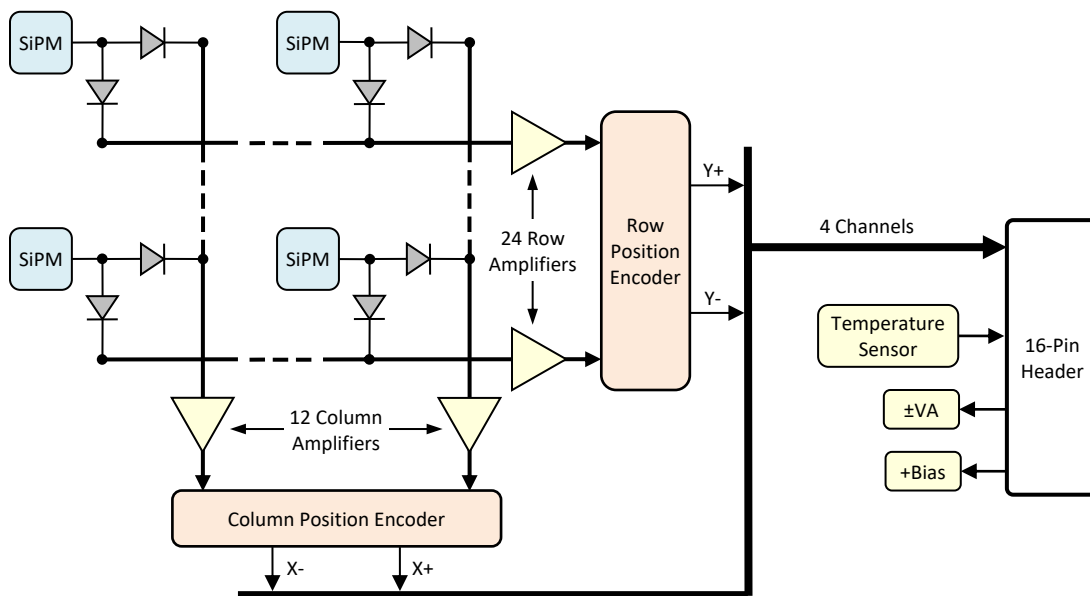 SiPM
SiPM
Y+
24 Row
Amplifiers
Row
Position
Encoder
4 Channels
SiPM
SiPM
Y-
Temperature
Sensor
16-Pin
Header
12 Column
Amplifiers
±VA
+Bias
Column Position Encoder
X-
X+